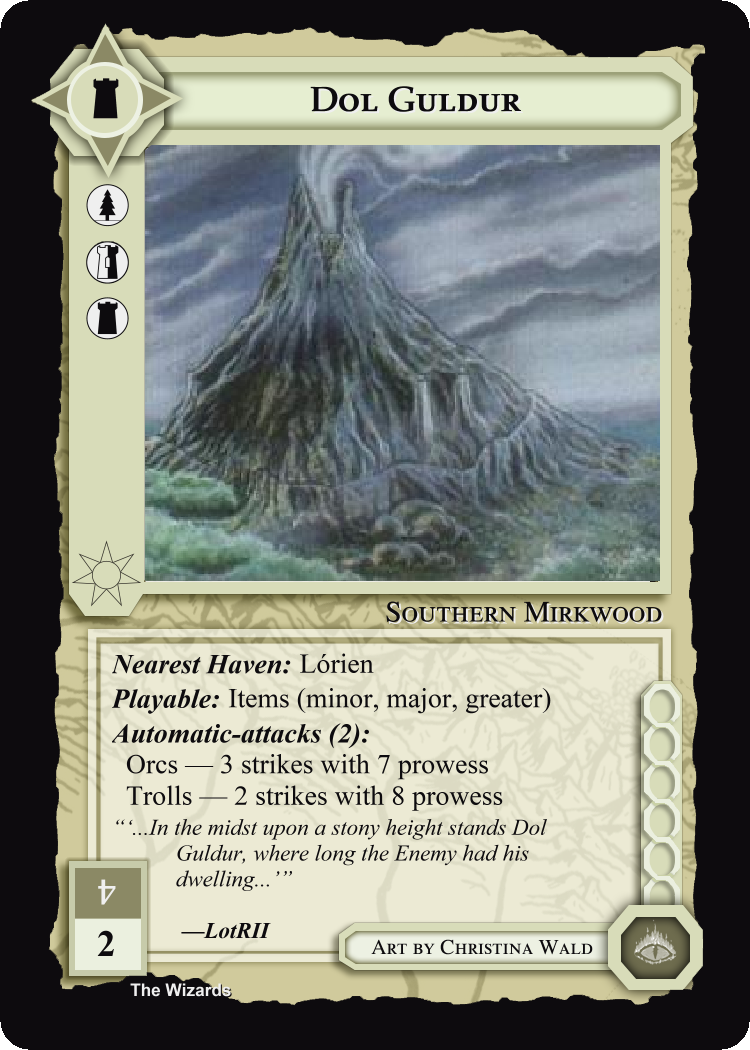 Dol Guldur
Southern Mirkwood
Nearest Haven: Lórien
Playable: Items (minor, major, greater)
Automatic-attacks (2):
Orcs — 3 strikes with 7 prowess
Trolls — 2 strikes with 8 prowess
“‘...In the midst upon a stony height stands Dol
Guldur, where long the Enemy had his
dwelling...’”
—LotRII
4
2
Art by Christina Wald
The Wizards